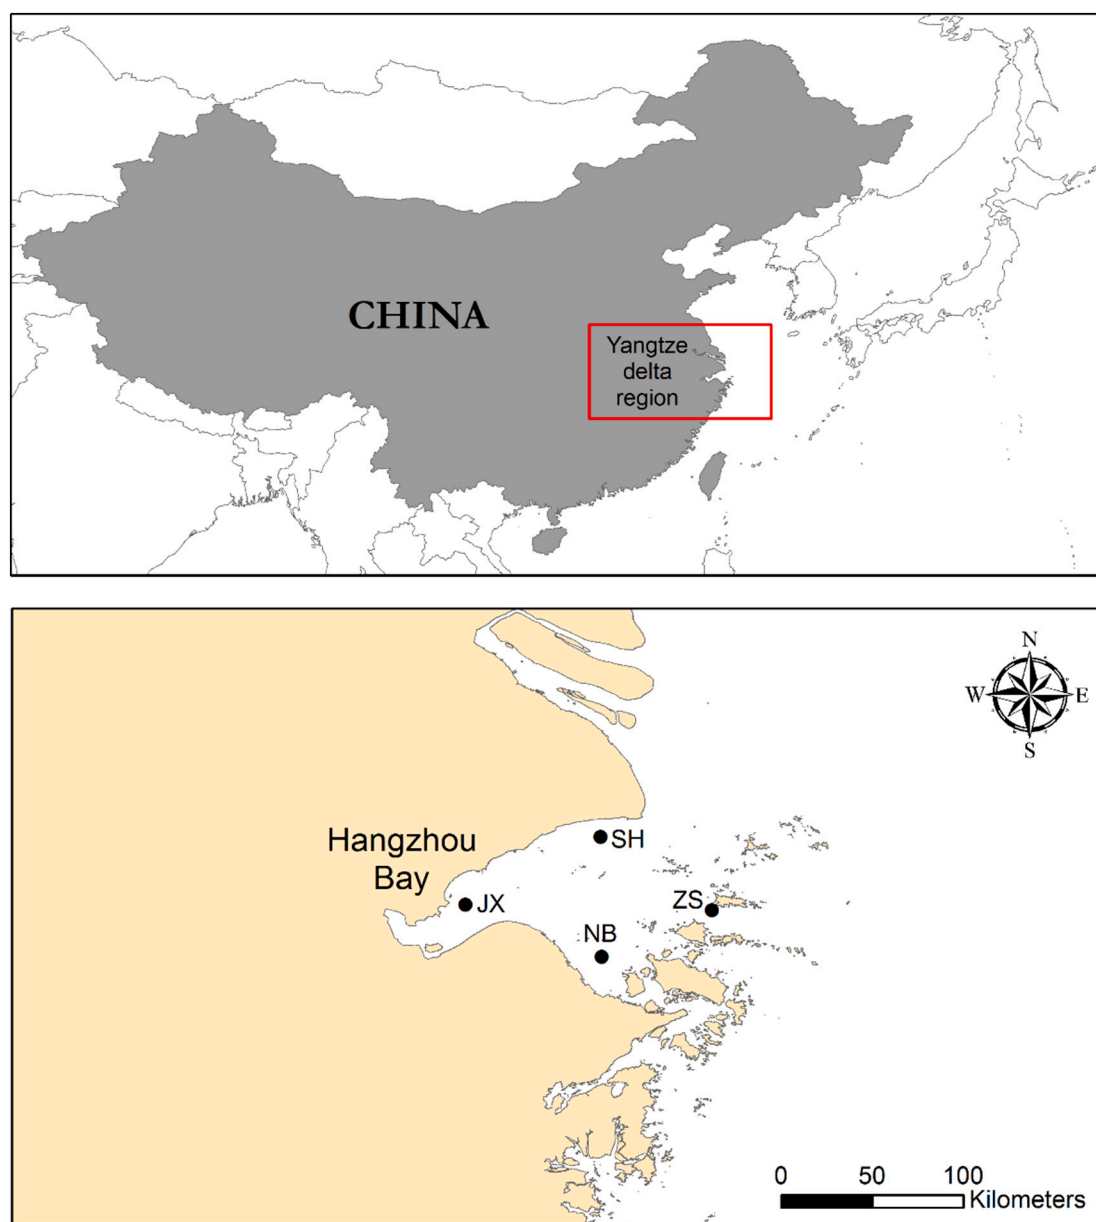 CHINA
Yangtze
delta
region
N
W E
S
Hangzhou
Bay
SH
JX
ZS
NB
0 50 100
Kilometers